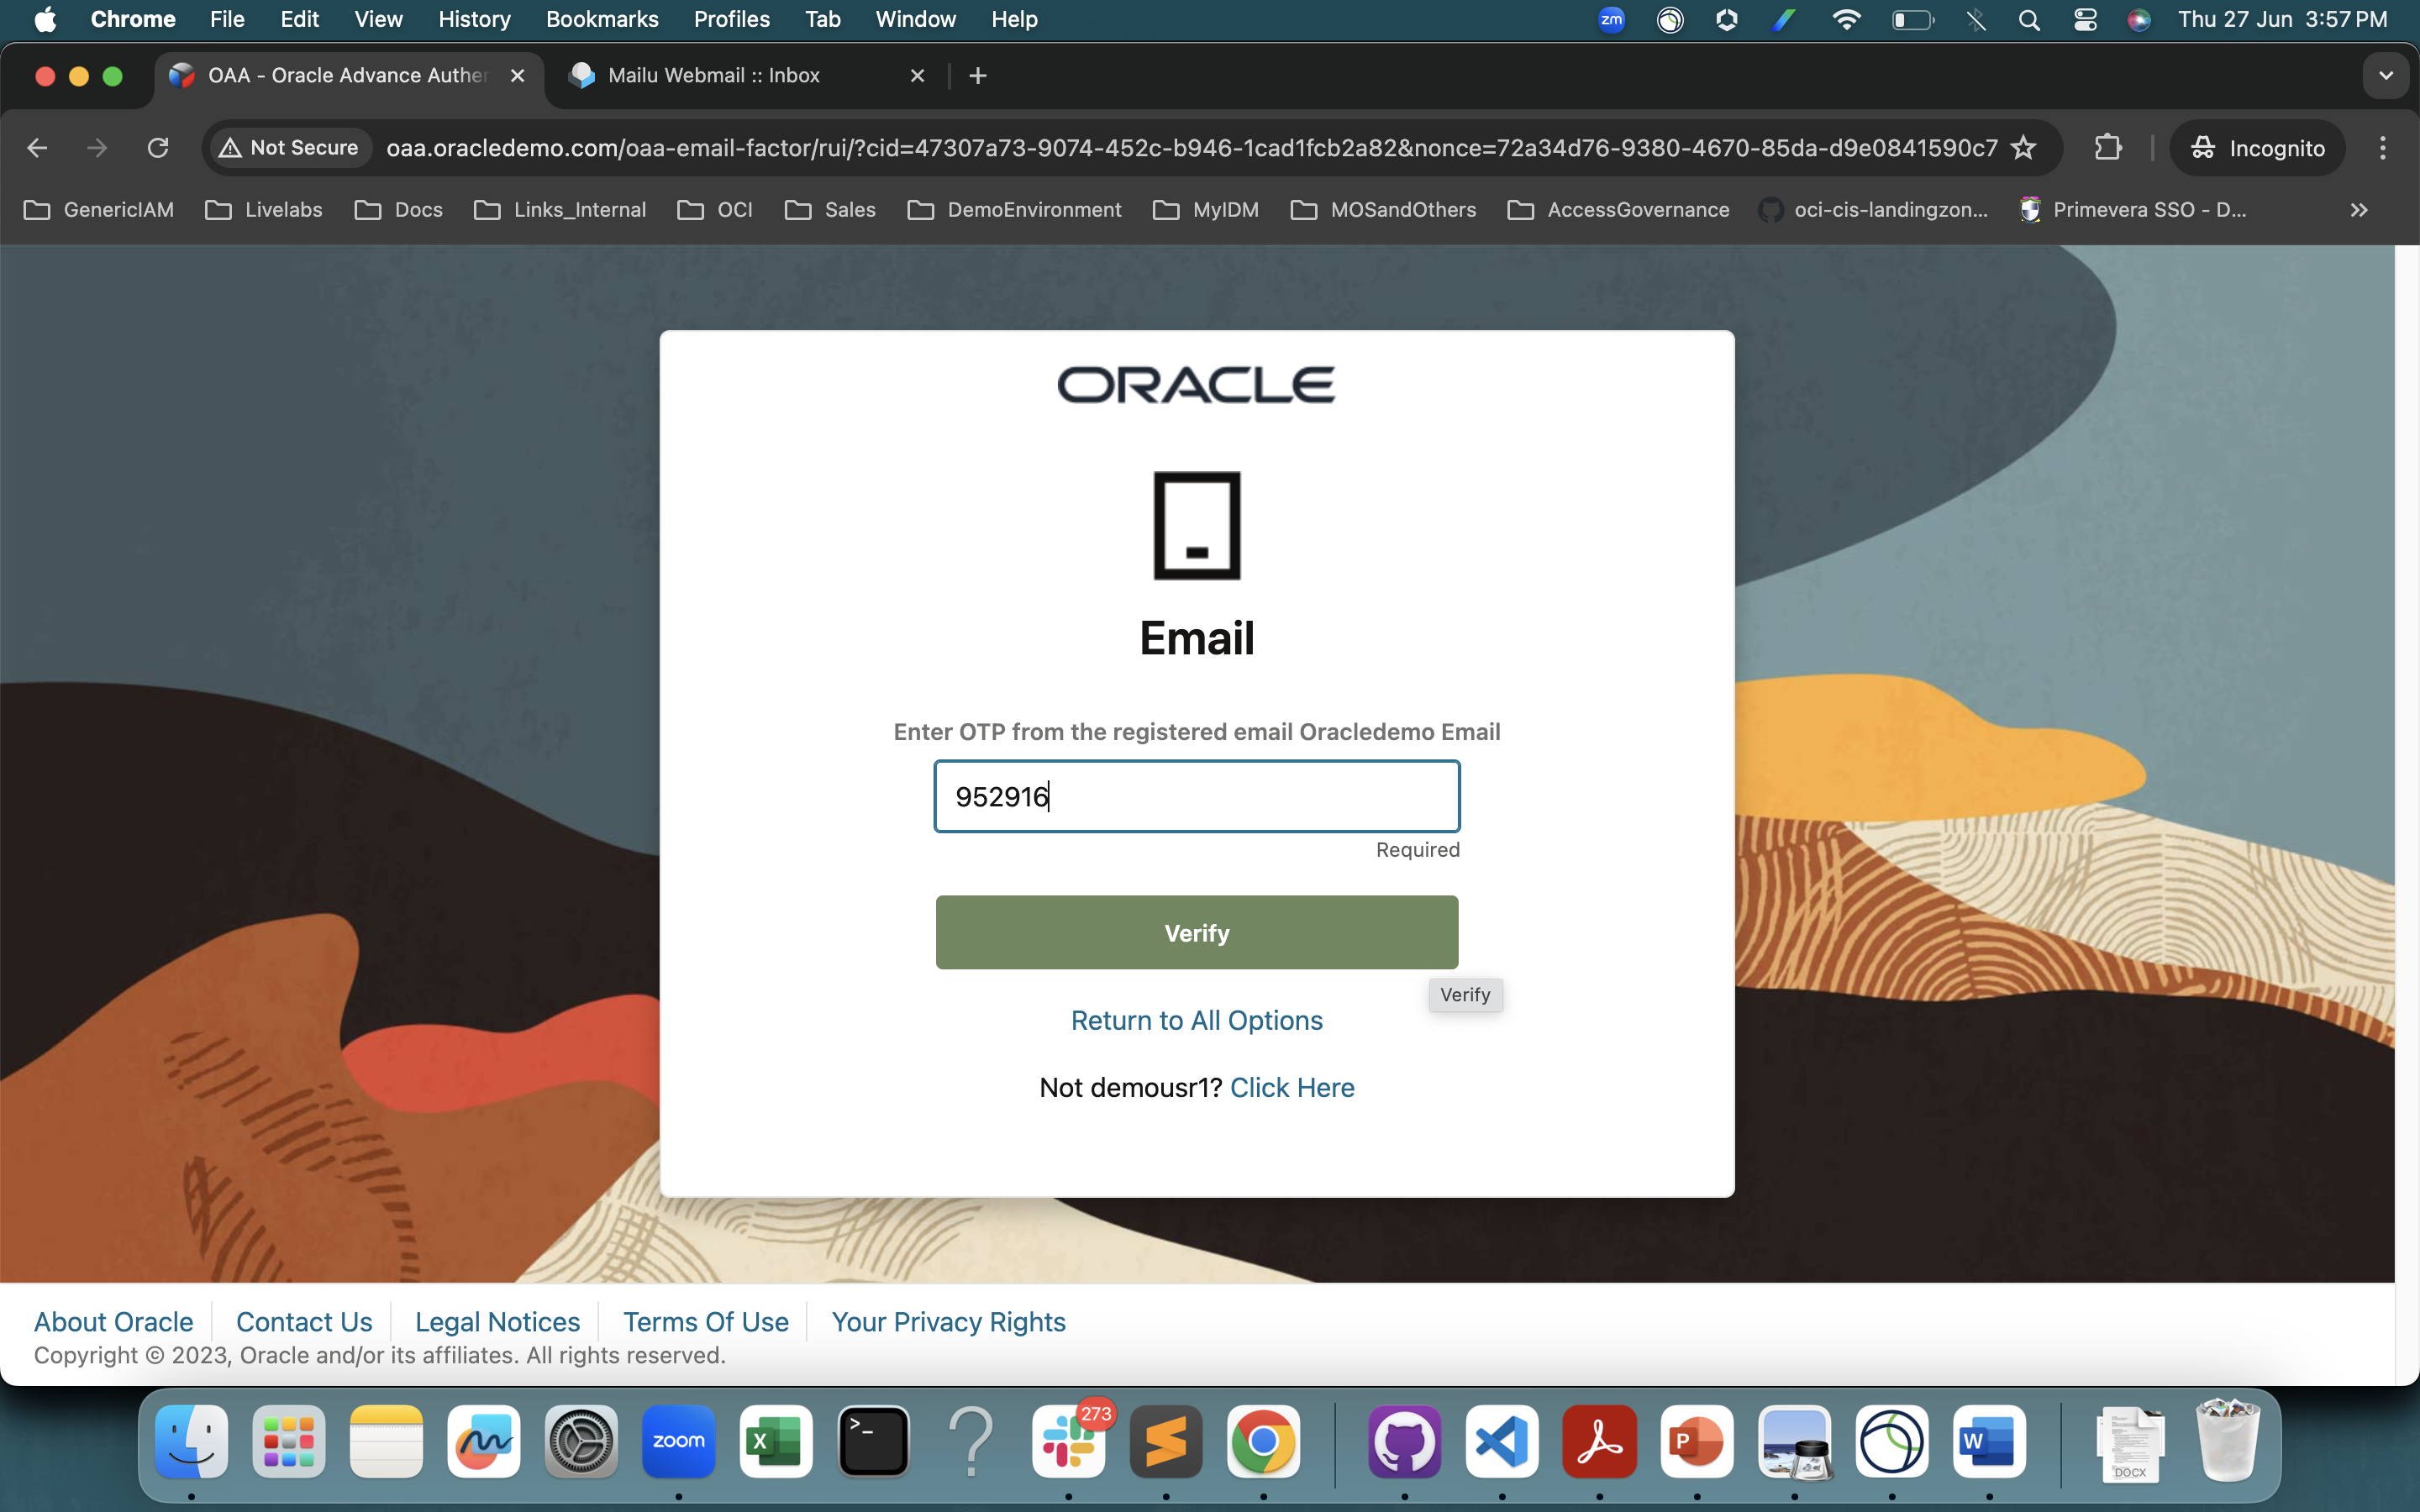 Chrome File Edit View History Bookmarks Profiles Tab Window Help zm Thu 27 Jun 3:57 PM
OAA - Oracle Advance Auther Mailu Webmail :: Inbox
Not Secure oaa.oracledemo.com/oaa-email-factor/rui/?cid=47307a73-9074-452c-b946-1cad1fcb2a82&nonce=72a34d76-9380-4670-85da-d9e0841590c7 Incognito
GenericIAM Livelabs Docs Links_Internal OCI Sales DemoEnvironment MyIDM MOSandOthers AccessGovernance oci-cis-landingzon... Primevera SSO - D...
ORACLE
Email
Enter OTP from the registered email Oracledemo Email
952916
Required
Verify
Verify
Return to All Options
Not demousr1? Click Here
About Oracle Contact Us Legal Notices Terms Of Use Your Privacy Rights
Copyright © 2023, Oracle and/or its affiliates. All rights reserved.
273
zoom X >_ ? P W DOCX